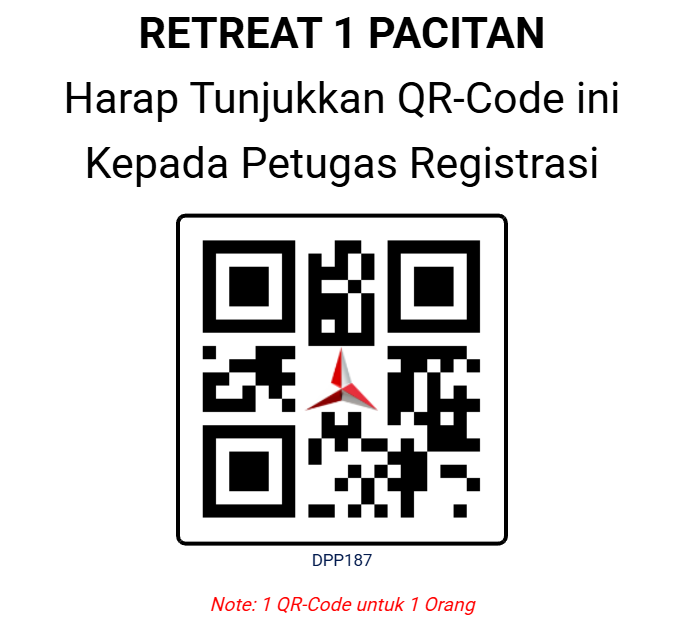 RETREAT 1 PACITAN
Harap Tunjukkan QR-Code ini
Kepada Petugas Registrasi
DPP187
Note: 1 QR-Code untuk 1 Orang